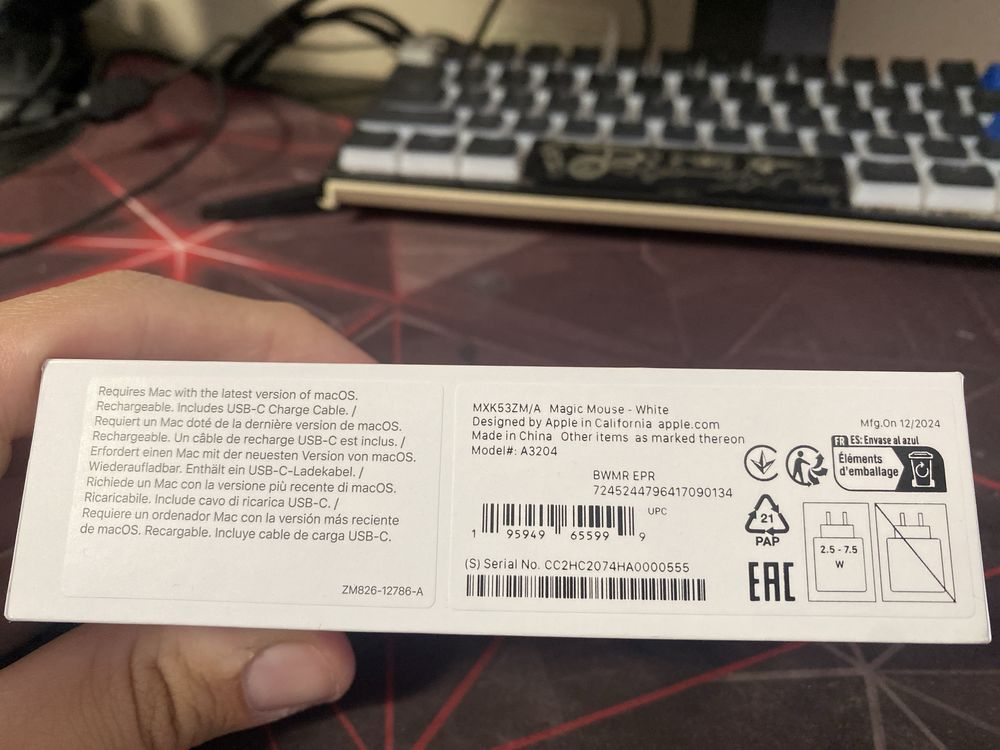 Requires Mac with the latest version of macOS.
Rechargeable. Includes USB-C Charge Cable. /
Requiert un Mac doté de la dernière version de macOS.
Rechargeable. Un câble de recharge USB-C est inclus. /
Erfordert einen Mac mit der neuesten Version von macOS.
Wiederaufladbar. Enthält ein USB-C-Ladekabel. /
Richiede un Mac con la versione più recente di macOS.
Ricaricabile. Include cavo di ricarica USB-C. /
Requiere un ordenador Mac con la versión más reciente
de macOS. Recargable. Incluye cable de carga USB-C.
ZM826-12786-A
MXK53ZM/A Magic Mouse - White
Designed by Apple in California apple.com
Made in China Other items as marked thereon
Model#: A3204
Mfg.On 12/2024
BWMR EPR
7245244796417090134
UPC
1 95949 65599 9
(S) Serial No. CC2HC2074HA0000555
FR ES: Envase al azul
Éléments
d'emballage
21
PAP
EAC
2.5 - 7.5
W